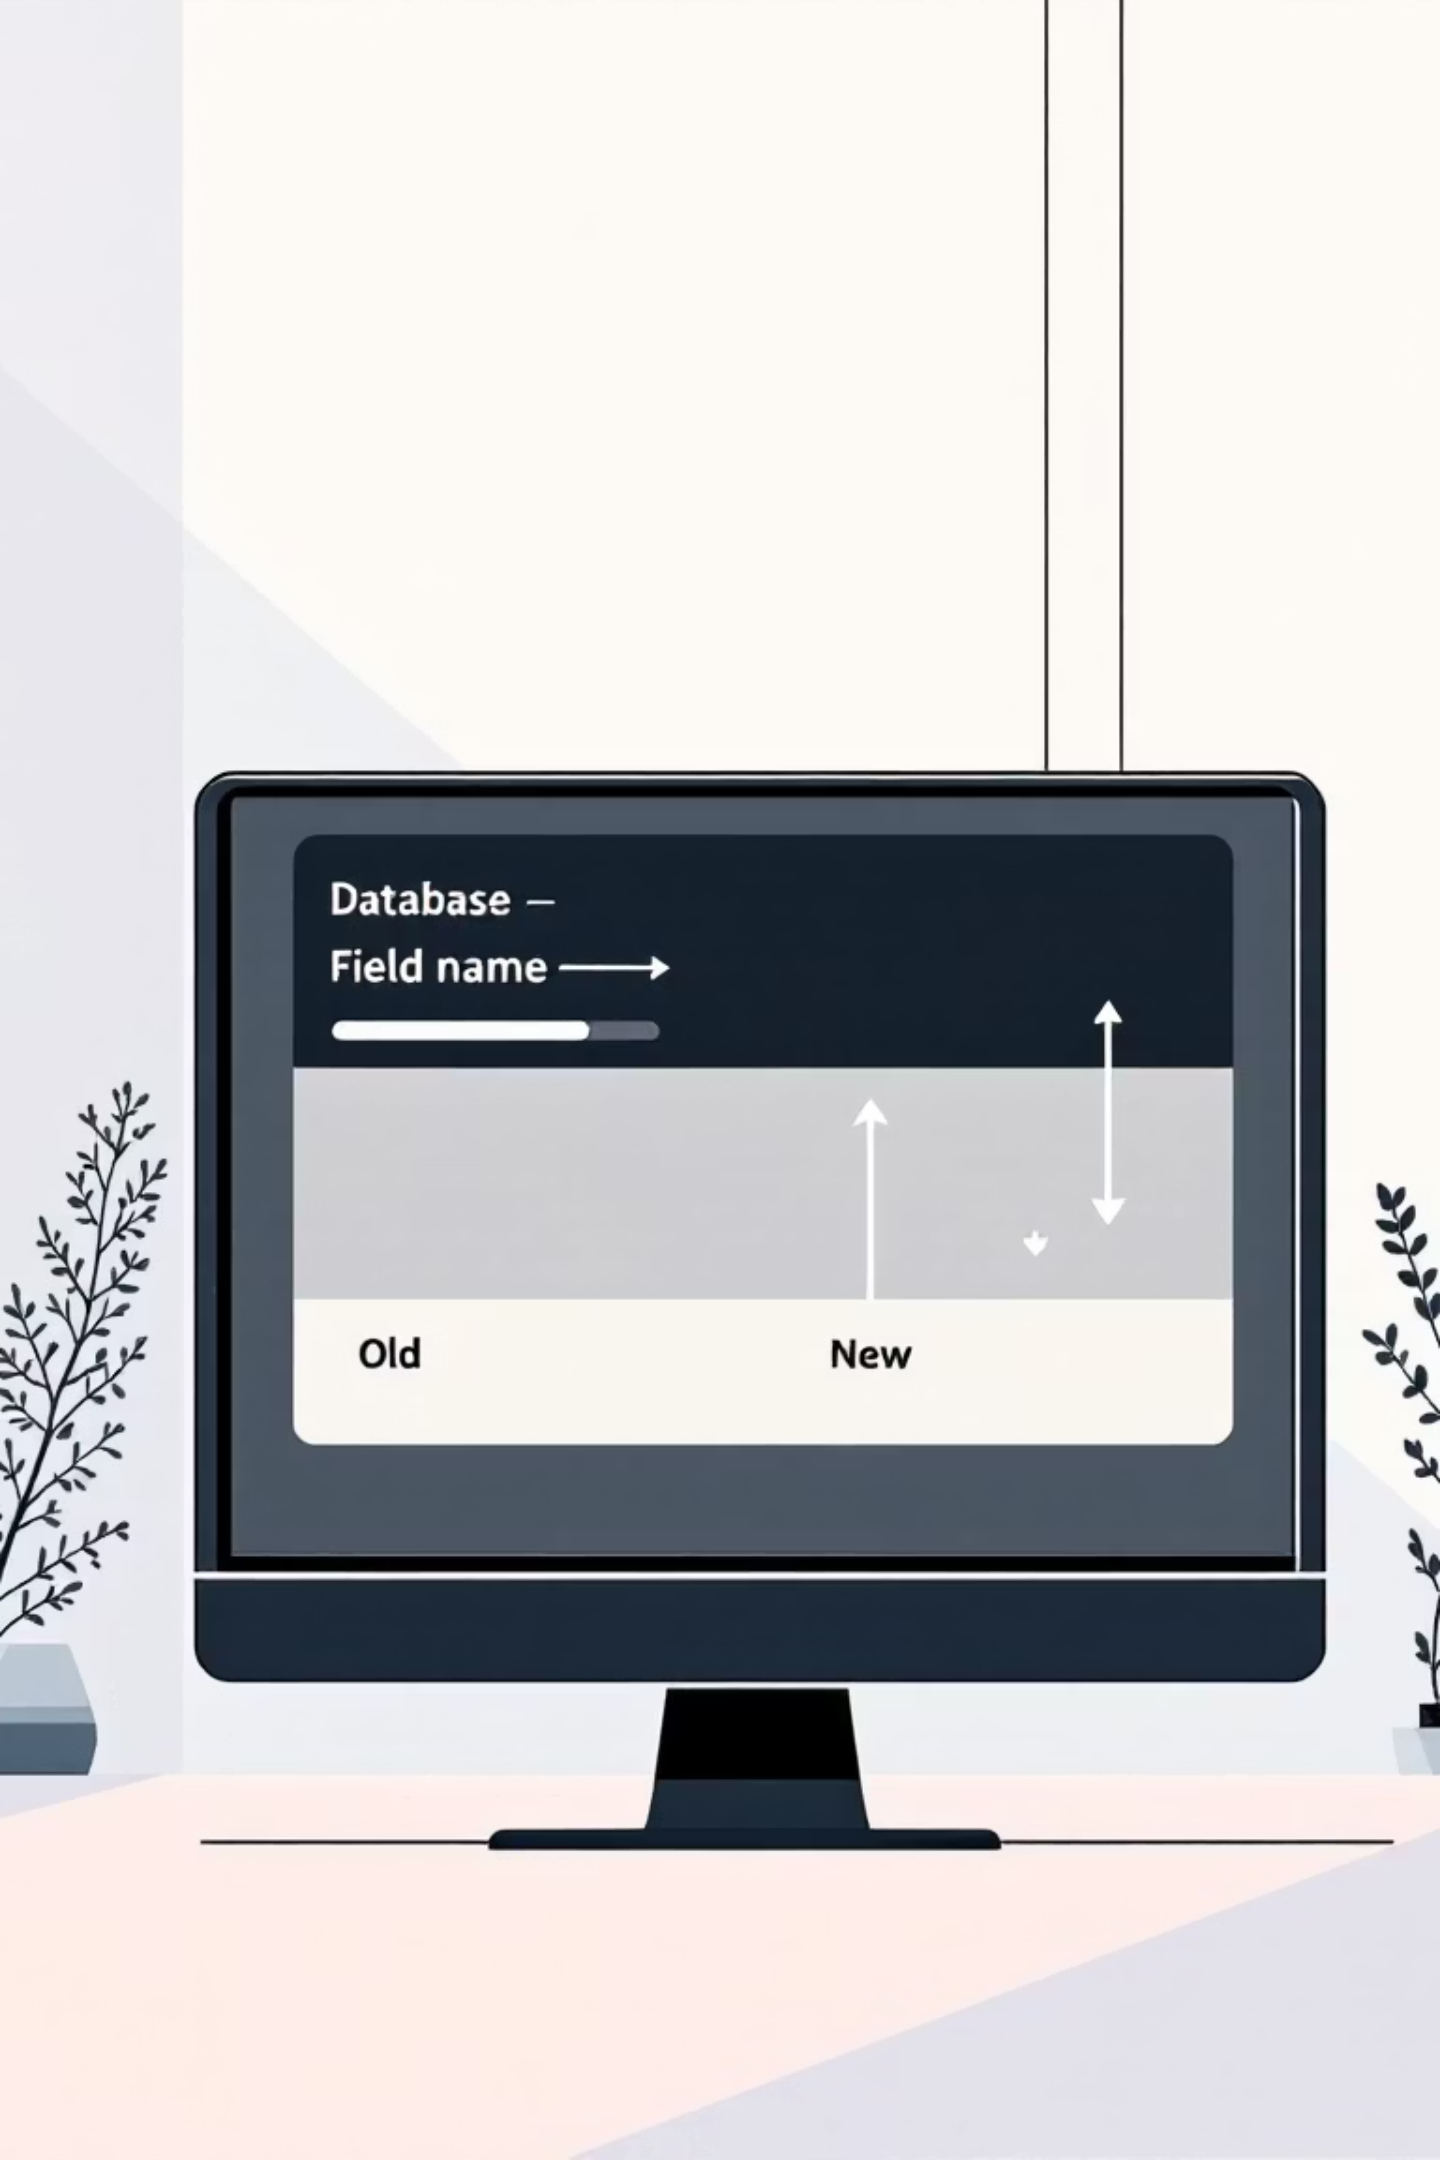 Database –
Field name →
Old New